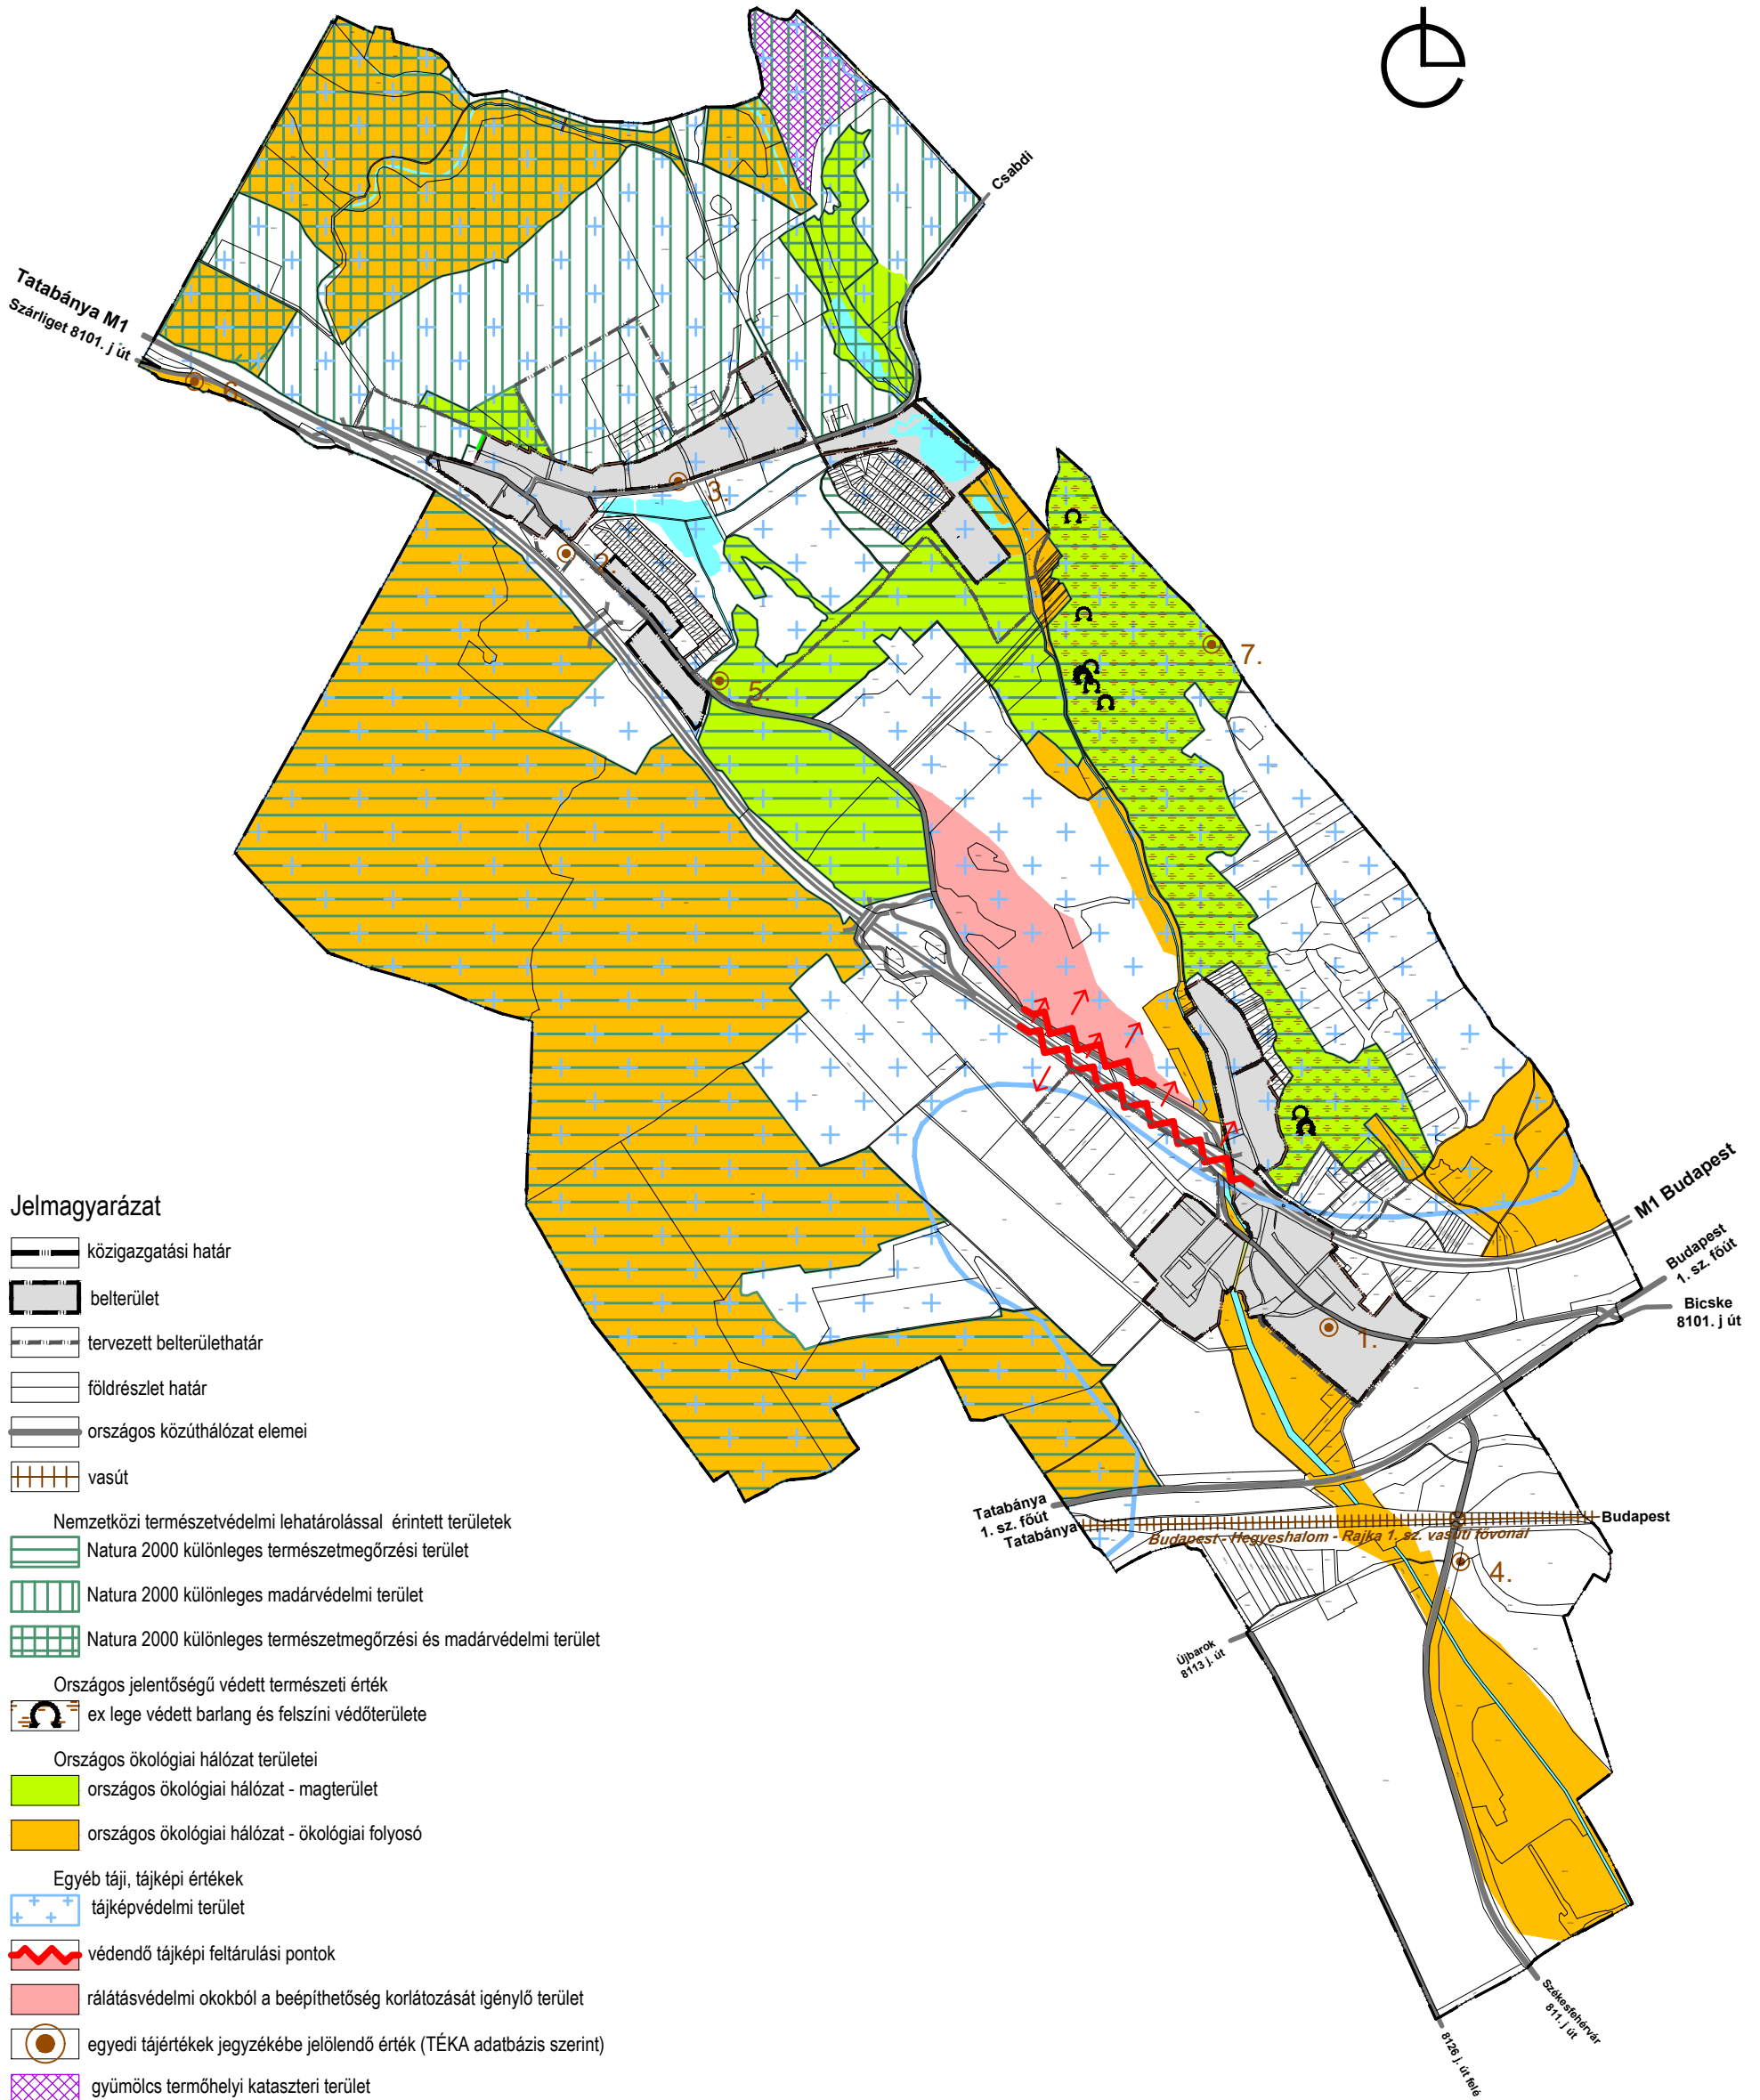 Csabdi
Tatabánya M1
Szárliget 8101. j út
6.
3.
2.
7.
5.
M1 Budapest
Budapest
1. sz. főút
Bicske
8101. j út
1.
Tatabánya
1. sz. főút
Tatabánya
Budapest
Budapest - Hegyeshalom - Rajka 1. sz. vasúti fővonal
4.
Újbarok
8113 j. út
Székesfehérvár
811. j út
8126 j. út felé
Jelmagyarázat
közigazgatási határ
belterület
tervezett belterülethatár
földrészlet határ
országos közúthálózat elemei
vasút
Nemzetközi természetvédelmi lehatárolással érintett területek
Natura 2000 különleges természetmegőrzési terület
Natura 2000 különleges madárvédelmi terület
Natura 2000 különleges természetmegőrzési és madárvédelmi terület
Országos jelentőségű védett természeti érték
ex lege védett barlang és felszíni védőterülete
Országos ökológiai hálózat területei
országos ökológiai hálózat - magterület
országos ökológiai hálózat - ökológiai folyosó
Egyéb táji, tájképi értékek
tájképvédelmi terület
védendő tájképi feltárulási pontok
rálátásvédelmi okokból a beépíthetőség korlátozását igénylő terület
egyedi tájértékek jegyzékébe jelölendő érték (TÉKA adatbázis szerint)
gyümölcs termőhelyi kataszteri terület